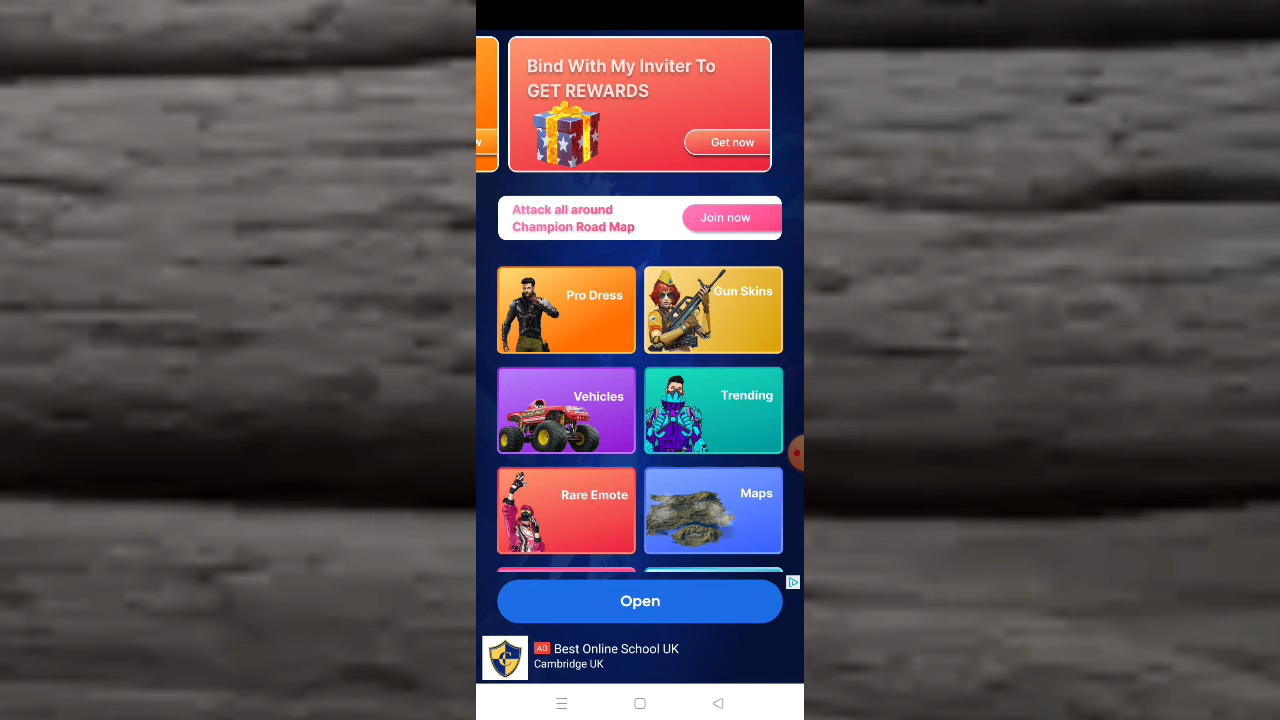 Bind With My Inviter To
GET REWARDS
w
Get now
Attack all around
Champion Road Map
Join now
Pro Dress
Gun Skins
Vehicles
Trending
Rare Emote
Maps
Open
AD Best Online School UK
Cambridge UK